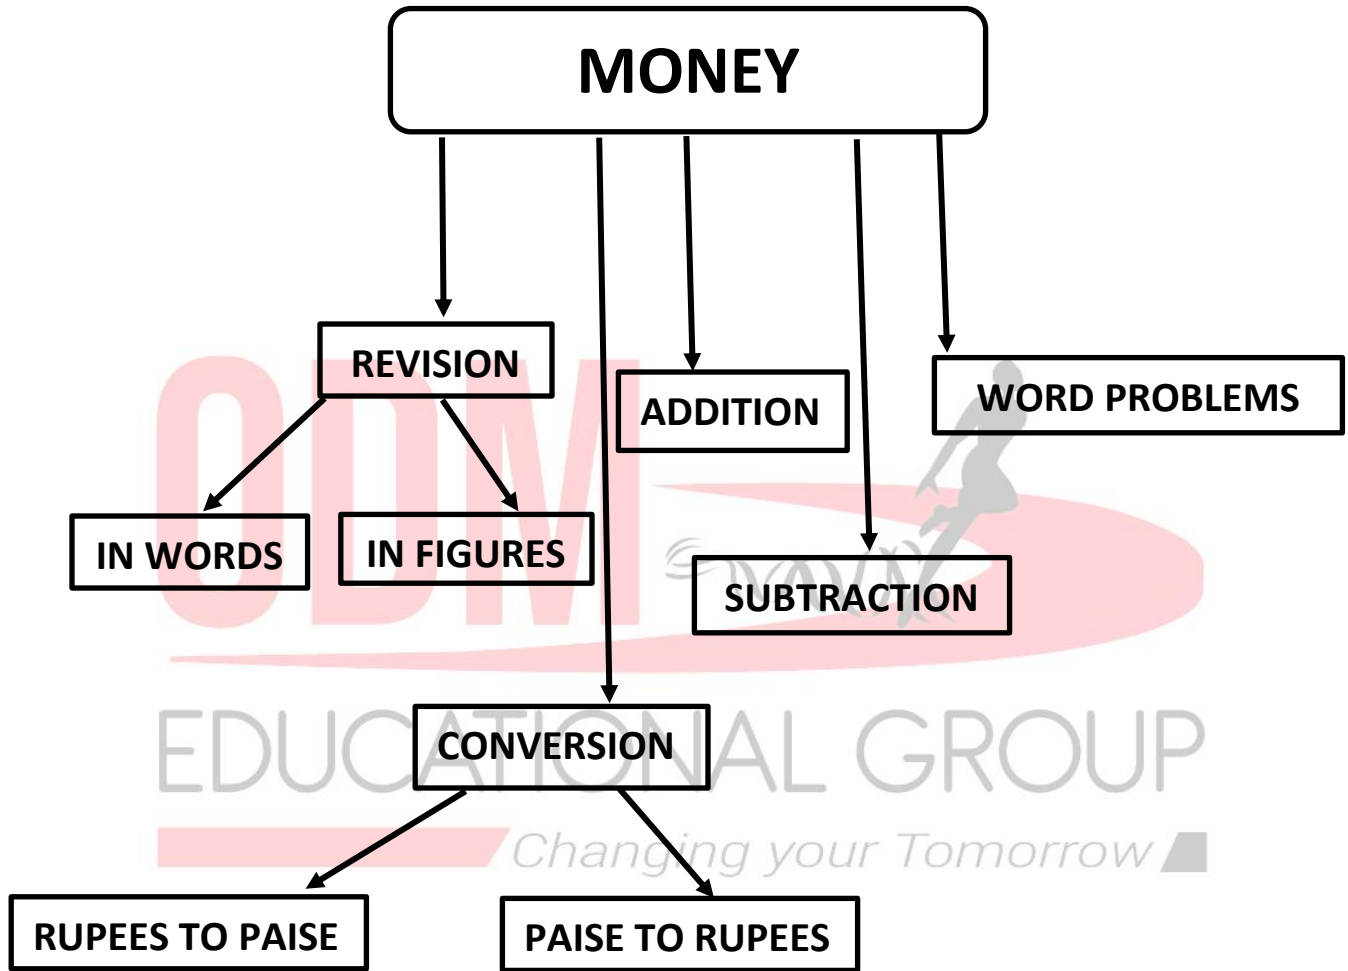 MONEY
REVISION
ADDITION
WORD PROBLEMS
IN WORDS
IN FIGURES
SUBTRACTION
ODM
EDUCATIONAL GROUP
CONVERSION
Changing your Tomorrow
RUPEES TO PAISE
PAISE TO RUPEES